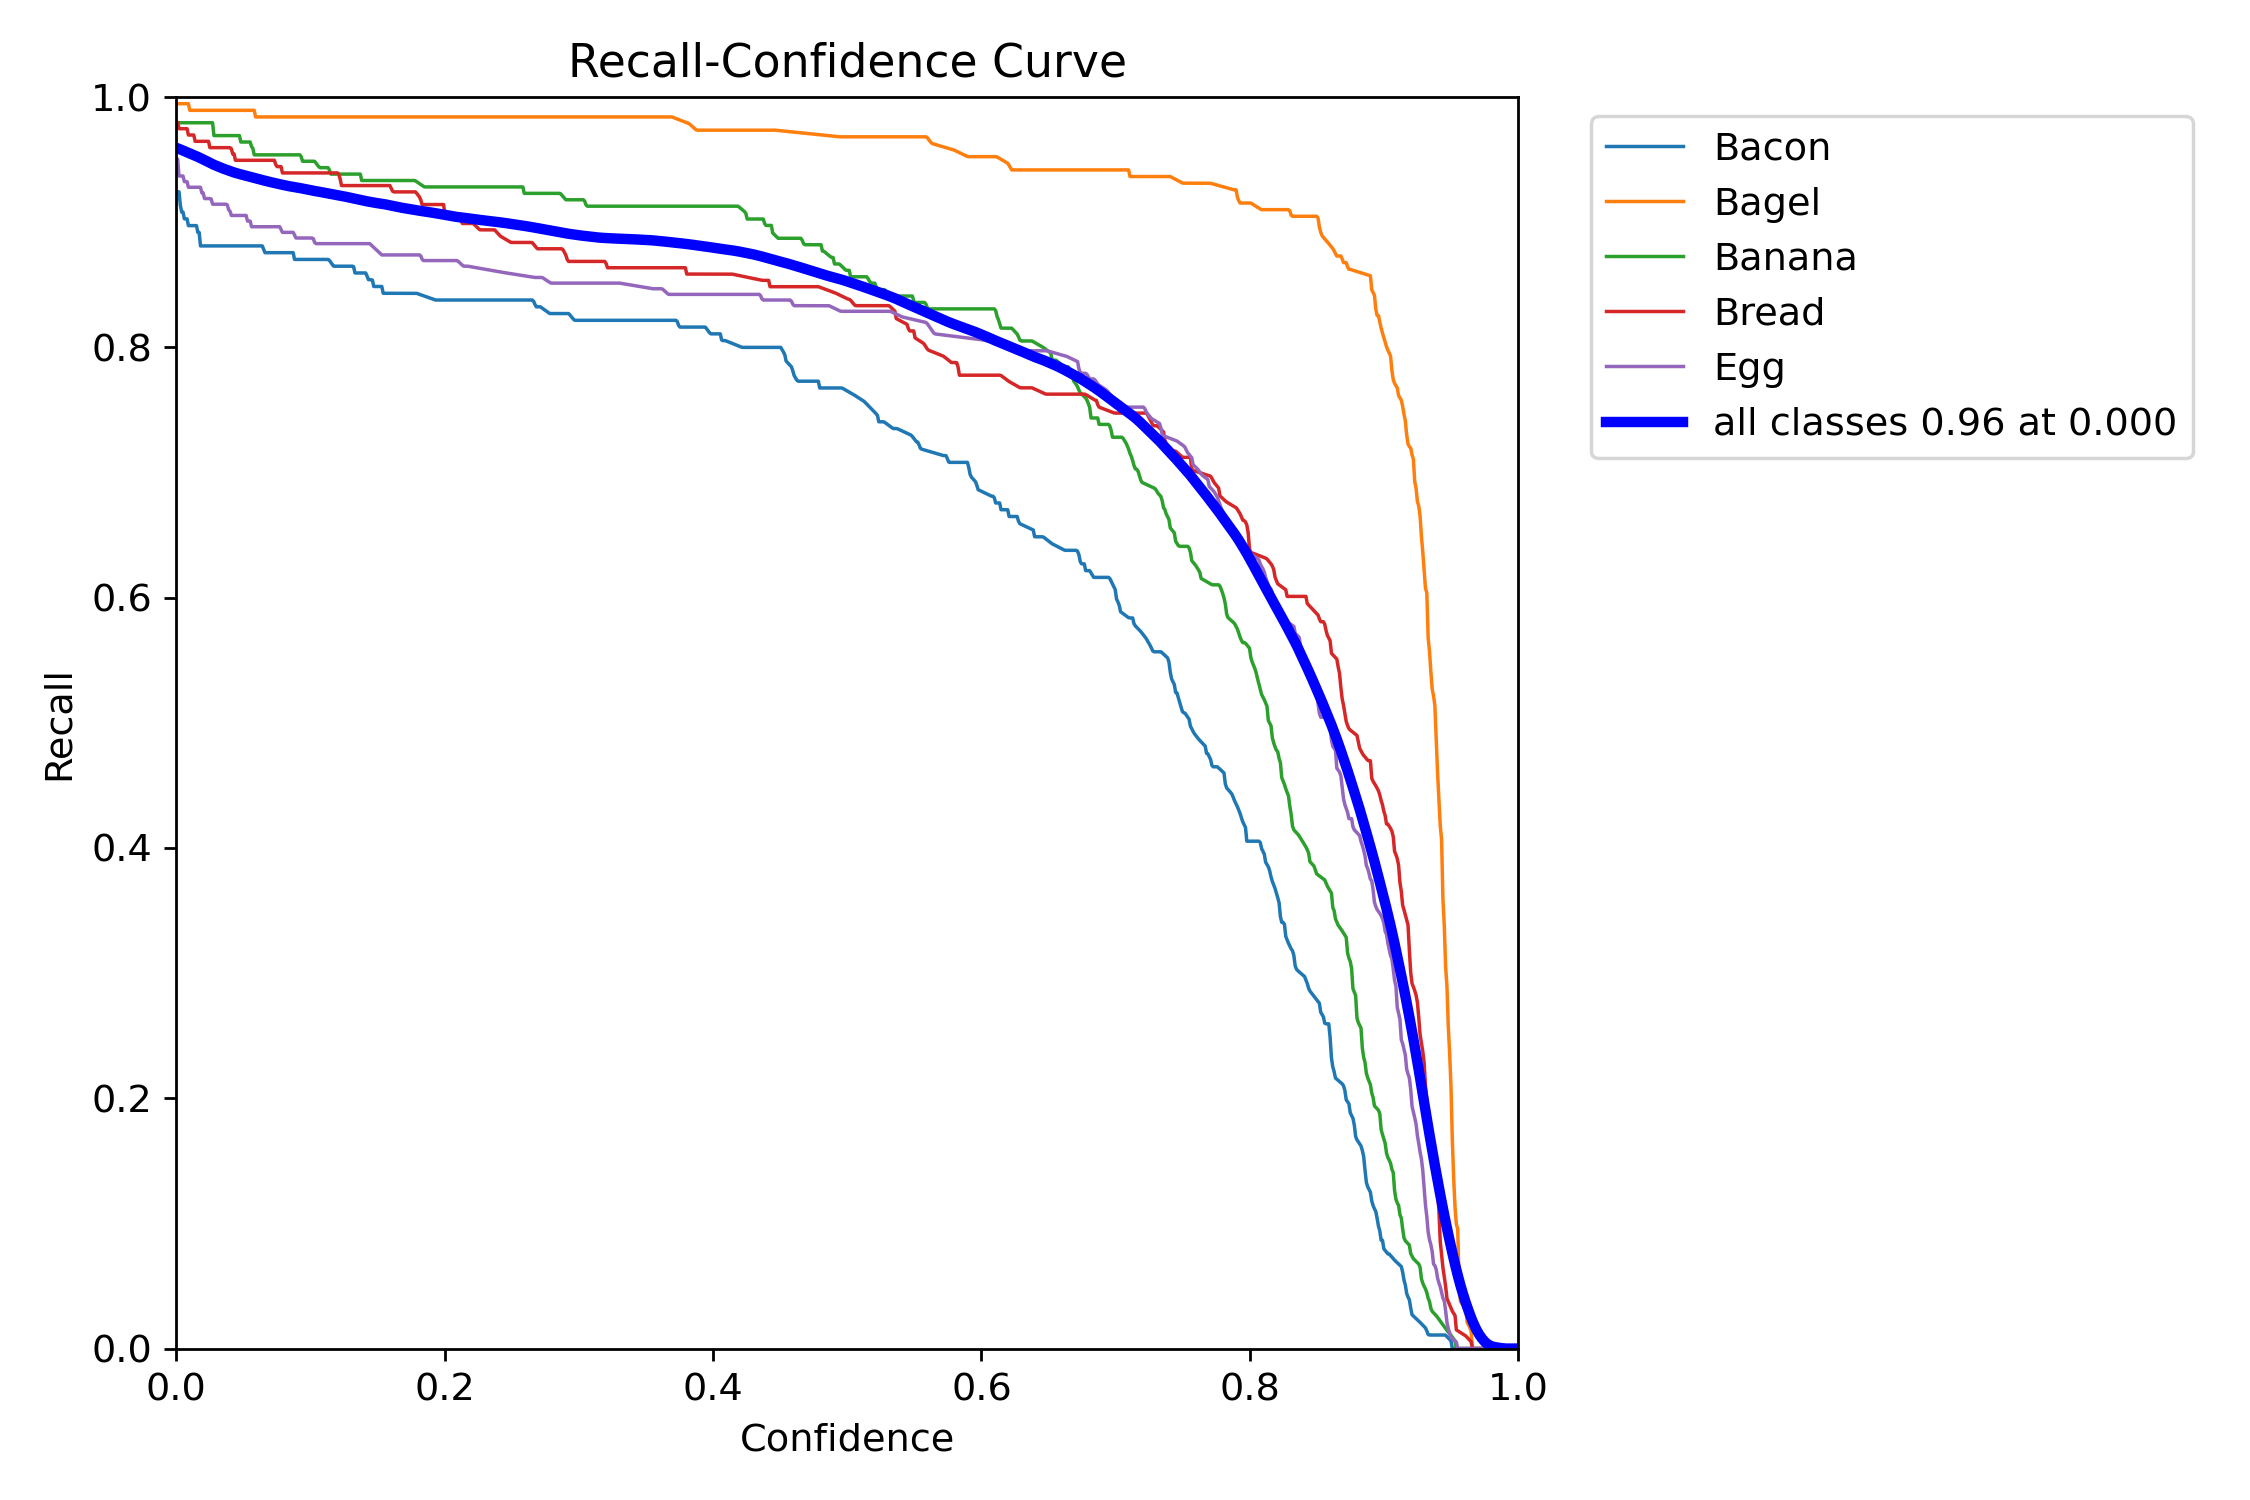 Recall-Confidence Curve
1.0
0.8
0.6
0.4
0.2
0.0
Recall
0.0 0.2 0.4 0.6 0.8 1.0
Confidence
Bacon
Bagel
Banana
Bread
Egg
all classes 0.96 at 0.000